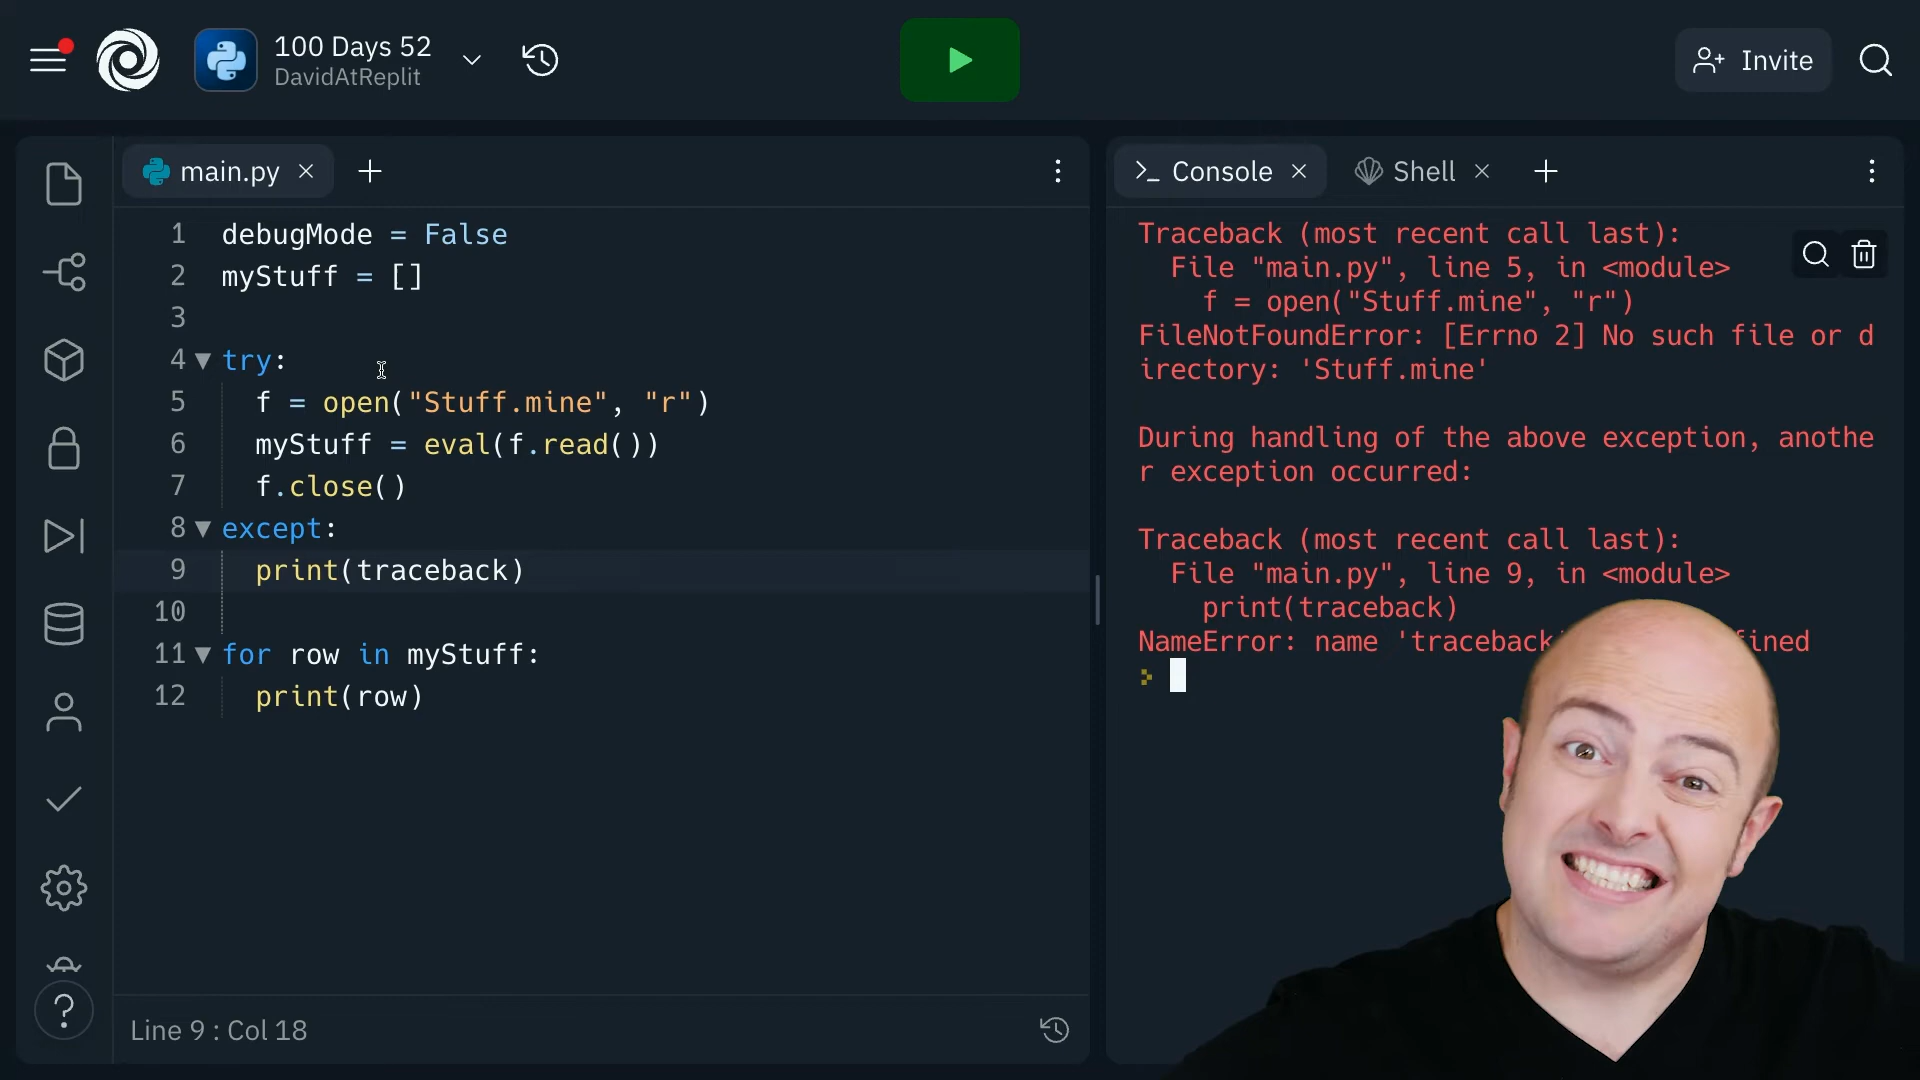 100 Days 52
DavidAtReplit
Invite
main.py
1 debugMode = False
2 myStuff = []
3
4 try:
5 f = open("Stuff.mine", "r")
6 myStuff = eval(f.read())
7 f.close()
8 except:
9 print(traceback)
10
11 for row in myStuff:
12 print(row)
Line 9 : Col 18
>_ Console
Shell
Traceback (most recent call last):
File "main.py", line 5, in <module>
f = open("Stuff.mine", "r")
FileNotFoundError: [Errno 2] No such file or d
irectory: 'Stuff.mine'
During handling of the above exception, anothe
r exception occurred:
Traceback (most recent call last):
File "main.py", line 9, in <module>
print(traceback)
NameError: name 'traceback fined